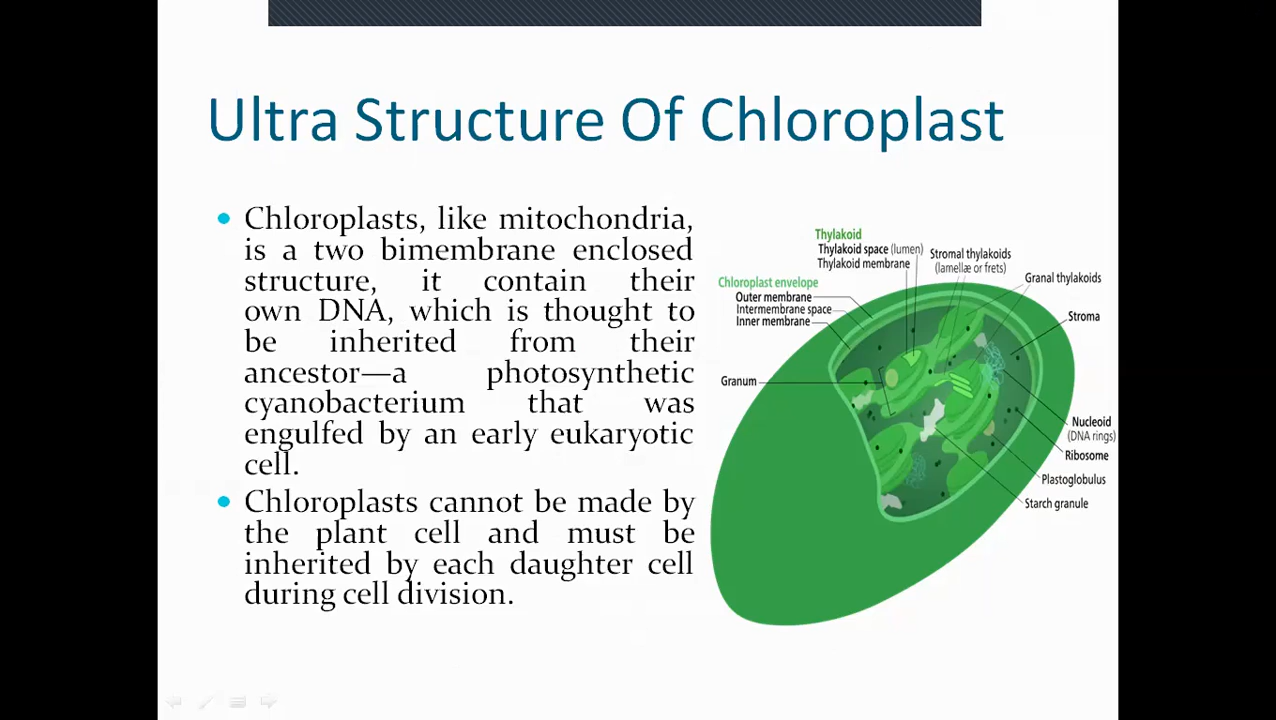 Ultra Structure Of Chloroplast
Chloroplasts, like mitochondria,
is a two bimembrane enclosed
structure, it contain their
own DNA, which is thought to
be inherited from their
ancestor—a photosynthetic
cyanobacterium that was
engulfed by an early eukaryotic
cell.
Chloroplasts cannot be made by
the plant cell and must be
inherited by each daughter cell
during cell division.
Thylakoid
Thylakoid space (lumen)
Thylakoid membrane
Stromal thylakoids
(lamellæ or frets)
Granal thylakoids
Chloroplast envelope
Outer membrane
Intermembrane space
Inner membrane
Stroma
Granum
Nucleoid
(DNA rings)
Ribosome
Plastoglobulus
Starch granule